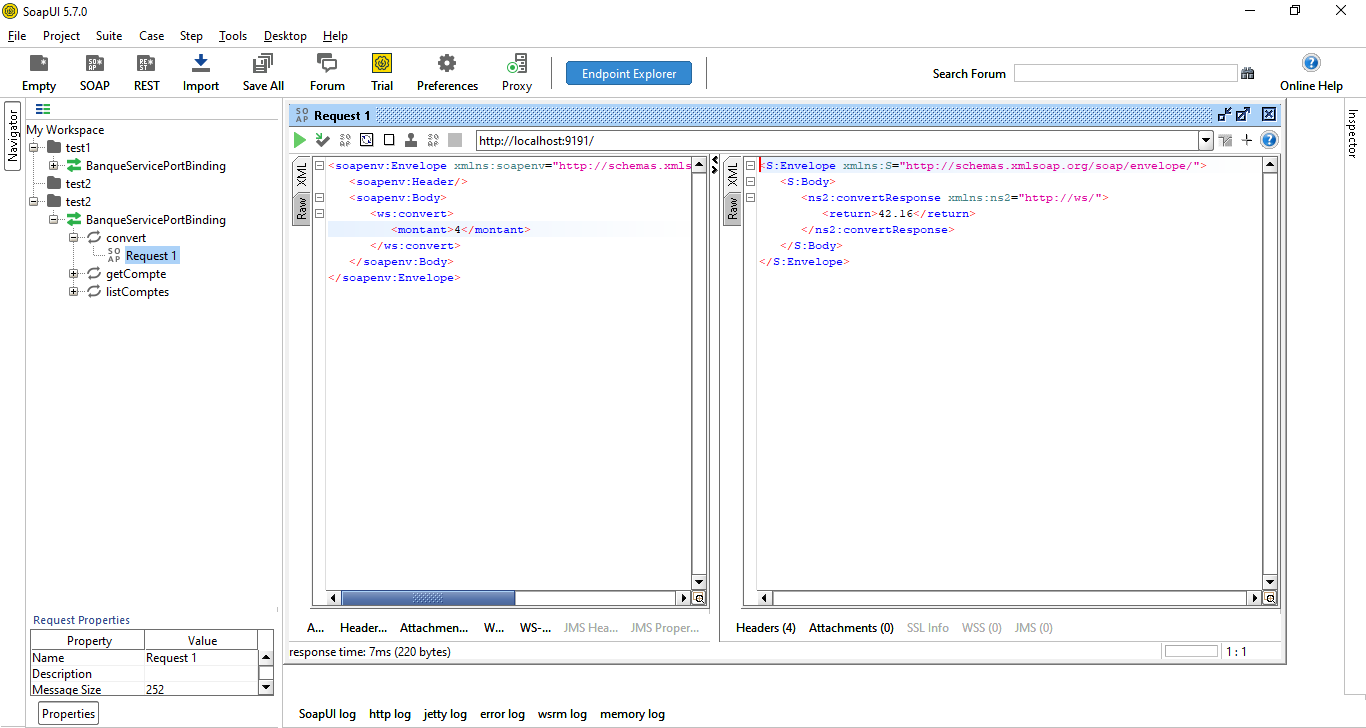 SoapUI 5.7.0
File Project Suite Case Step Tools Desktop Help
Empty SOAP REST Import Save All Forum Trial Preferences Proxy Endpoint Explorer Search Forum Online Help
Navigator
My Workspace
test1
BanqueServicePortBinding
test2
test2
BanqueServicePortBinding
convert
SO AP Request 1
getCompte
listComptes
Request Properties
Property Value
Name Request 1
Description
Message Size 252
Properties
SO AP Request 1
http://localhost:9191/
XML
Raw
<soapenv:Envelope xmlns:soapenv="http://schemas.xmls
<soapenv:Header/>
<soapenv:Body>
<ws:convert>
<montant>4</montant>
</ws:convert>
</soapenv:Body>
</soapenv:Envelope>
A... Header... Attachmen... W... WS-... JMS Hea... JMS Proper...
XML
Raw
<S:Envelope xmlns:S="http://schemas.xmlsoap.org/soap/envelope/">
<S:Body>
<ns2:convertResponse xmlns:ns2="http://ws/">
<return>42.16</return>
</ns2:convertResponse>
</S:Body>
</S:Envelope>
Headers (4) Attachments (0) SSL Info WSS (0) JMS (0)
response time: 7ms (220 bytes) 1 : 1
Inspector
SoapUI log http log jetty log error log wsrm log memory log